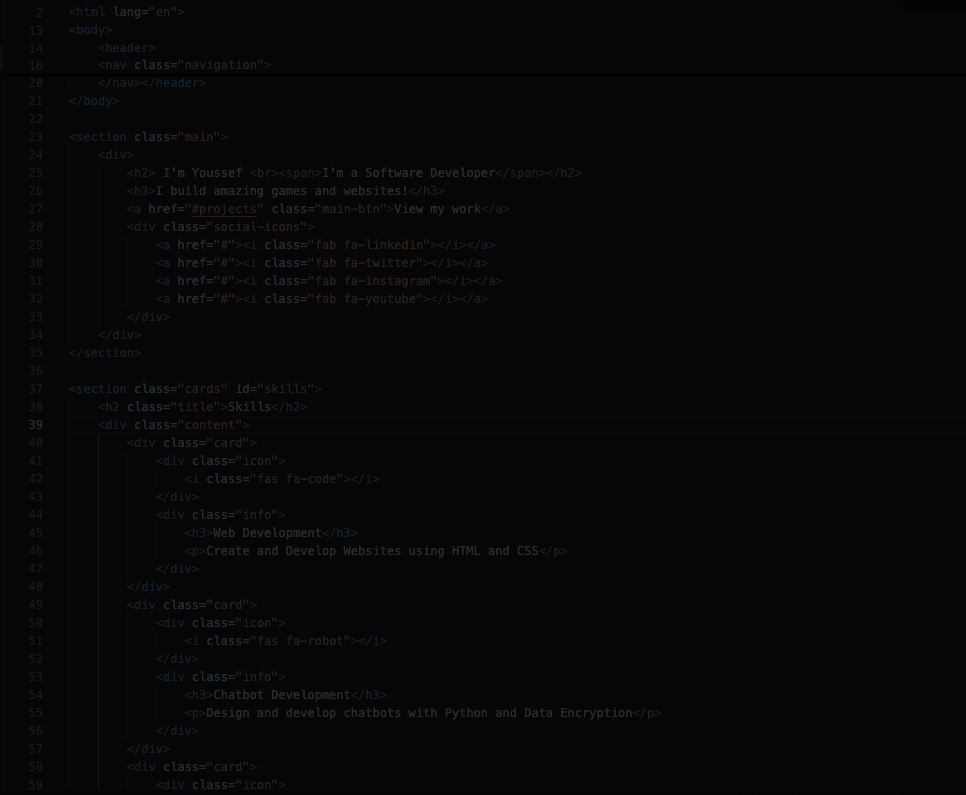 2 <html lang="en">
13 <body>
14 <header>
16 <nav class="navigation">
20 </nav></header>
21 </body>
22
23 <section class="main">
24 <div>
25 <h2> I'm Youssef <br><span>I'm a Software Developer</span></h2>
26 <h3>I build amazing games and websites!</h3>
27 <a href="#projects" class="main-btn">View my work</a>
28 <div class="social-icons">
29 <a href="#"><i class="fab fa-linkedin"></i></a>
30 <a href="#"><i class="fab fa-twitter"></i></a>
31 <a href="#"><i class="fab fa-instagram"></i></a>
32 <a href="#"><i class="fab fa-youtube"></i></a>
33 </div>
34 </div>
35 </section>
36
37 <section class="cards" id="skills">
38 <h2 class="title">Skills</h2>
39 <div class="content">
40 <div class="card">
41 <div class="icon">
42 <i class="fas fa-code"></i>
43 </div>
44 <div class="info">
45 <h3>Web Development</h3>
46 <p>Create and Develop Websites using HTML and CSS</p>
47 </div>
48 </div>
49 <div class="card">
50 <div class="icon">
51 <i class="fas fa-robot"></i>
52 </div>
53 <div class="info">
54 <h3>Chatbot Development</h3>
55 <p>Design and develop chatbots with Python and Data Encryption</p>
56 </div>
57 </div>
58 <div class="card">
59 <div class="icon">